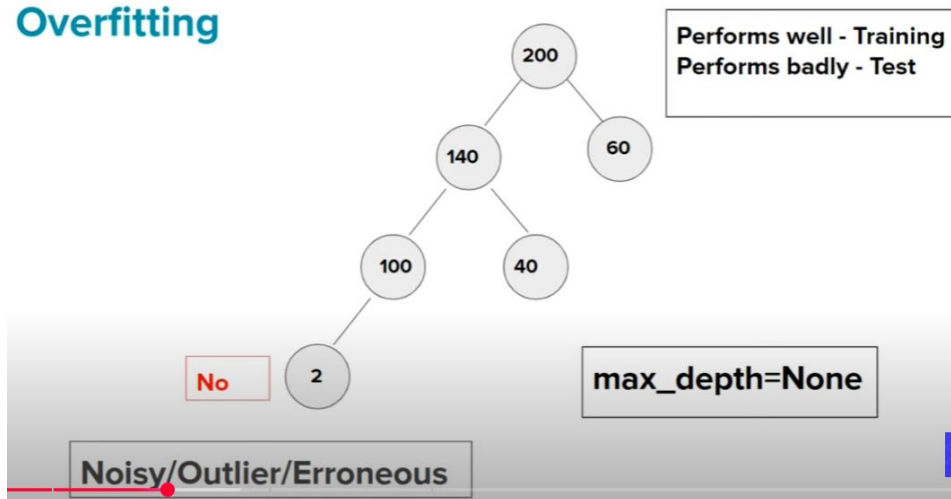 Overfitting
Performs well - Training
Performs badly - Test
200
140
60
100
40
No
2
max_depth=None
Noisy/Outlier/Erroneous